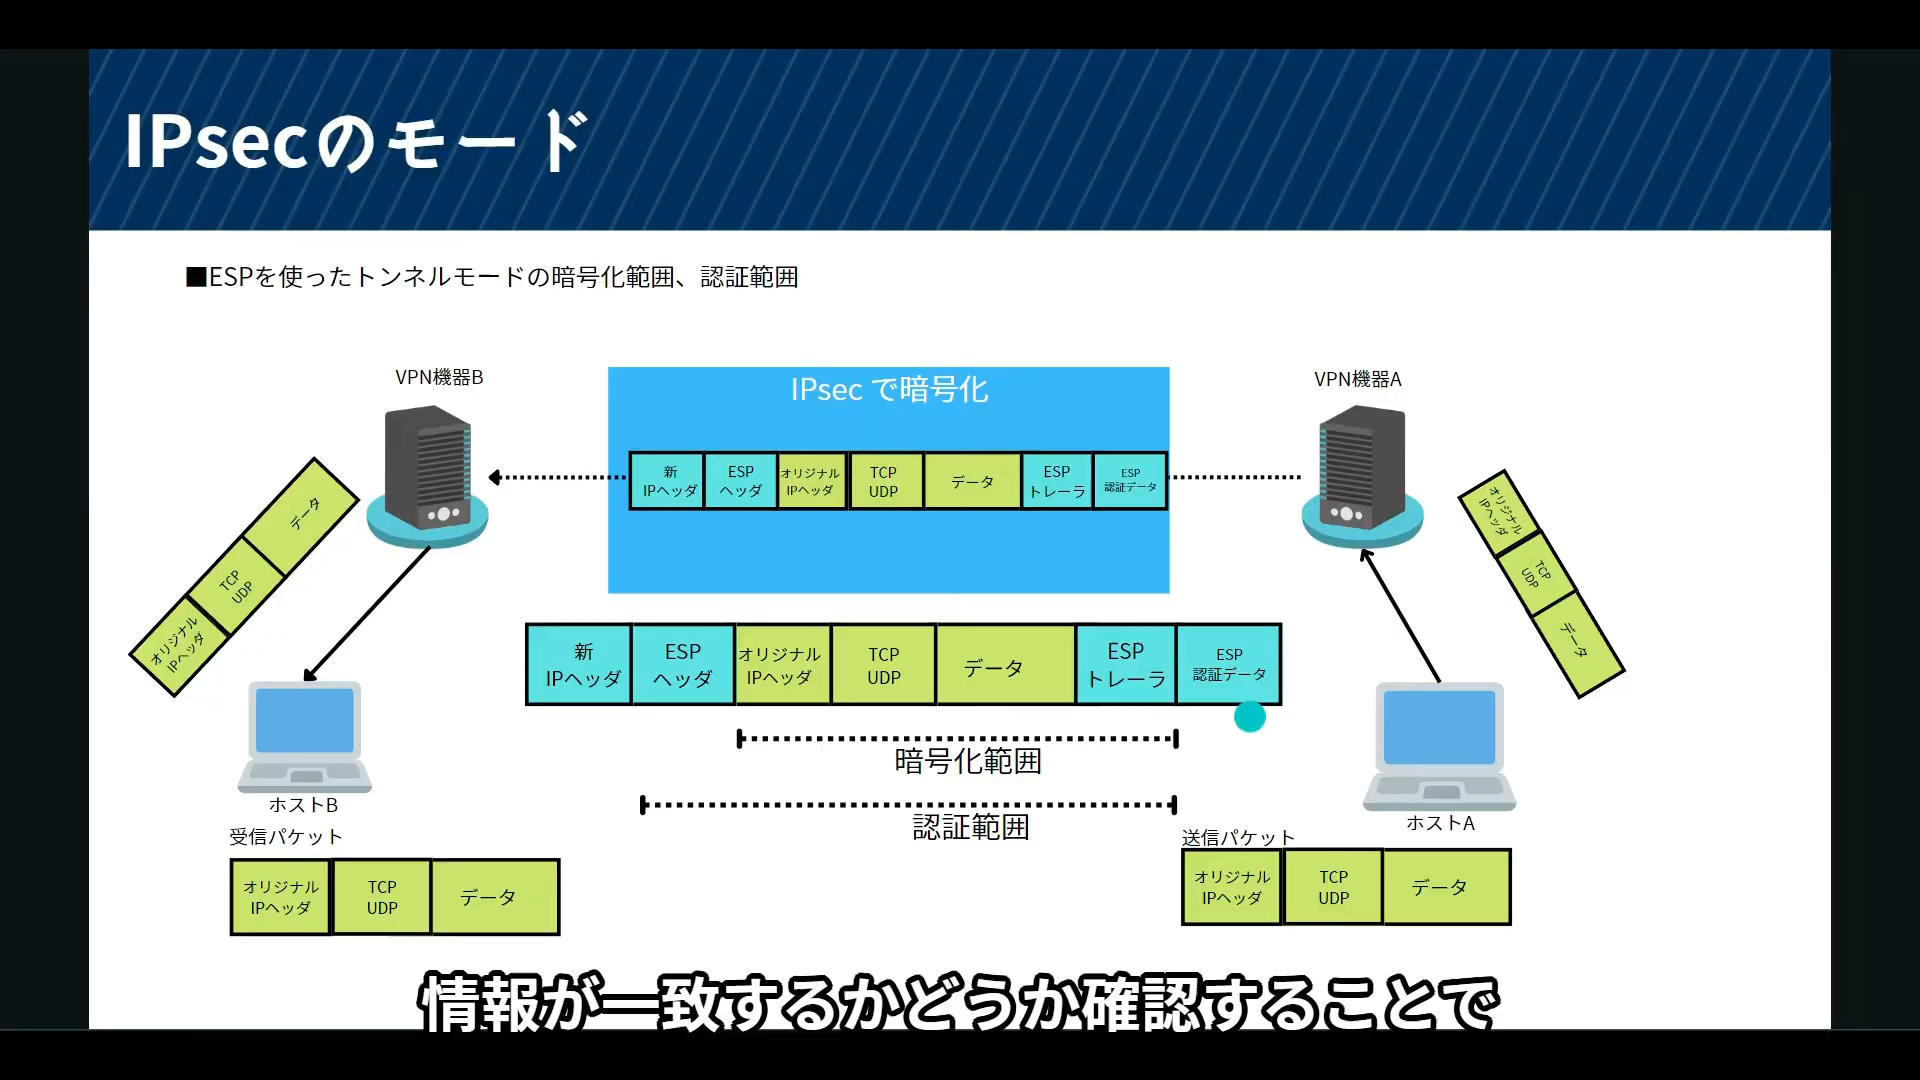 IPsecのモード
■ESPを使ったトンネルモードの暗号化範囲、認証範囲
VPN機器B
IPsec で暗号化
VPN機器A
新
IPヘッダ
ESP
ヘッダ
オリジナル
IPヘッダ
TCP
UDP
データ
ESP
トレーラ
ESP
認証データ
オリジナル
IPヘッダ
TCP
UDP
データ
オリジナル
IPヘッダ
TCP
UDP
データ
新
IPヘッダ
ESP
ヘッダ
オリジナル
IPヘッダ
TCP
UDP
データ
ESP
トレーラ
ESP
認証データ
暗号化範囲
認証範囲
ホストB
受信パケット
オリジナル
IPヘッダ
TCP
UDP
データ
ホストA
送信パケット
オリジナル
IPヘッダ
TCP
UDP
データ
情報が一致するかどうか確認することで